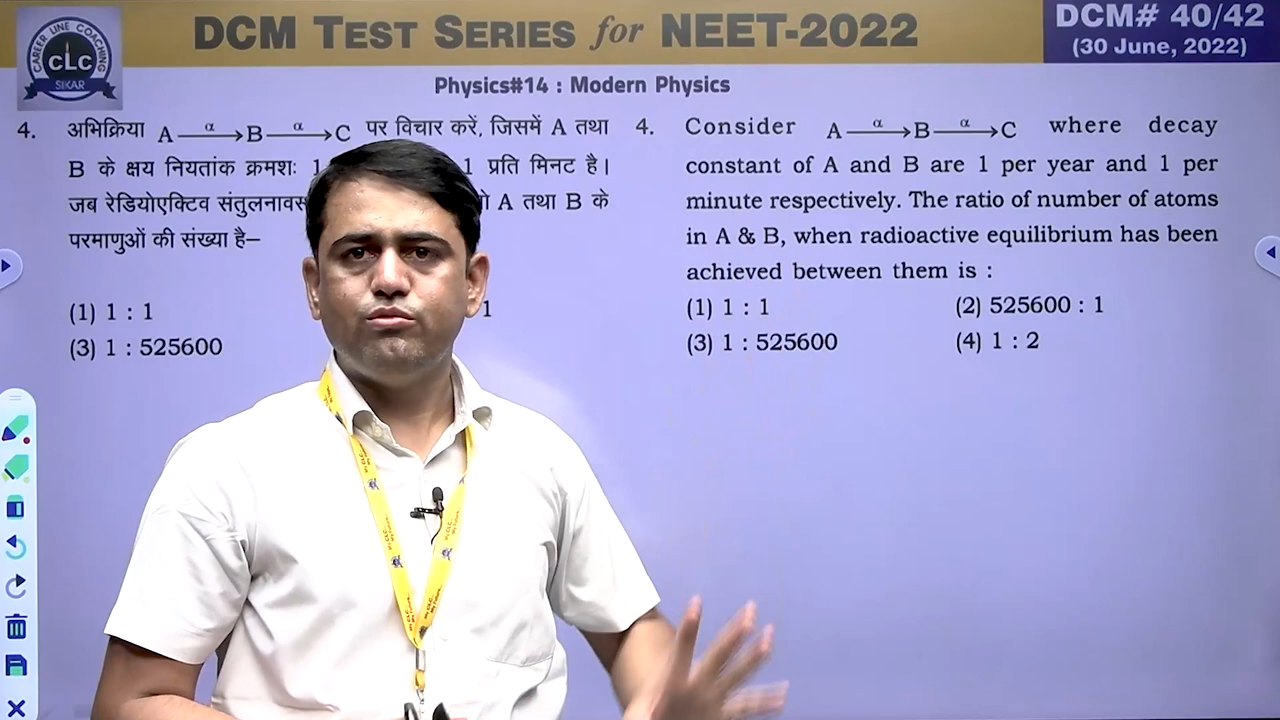 CAREER LINE COACHING
CLC
SIKAR
DCM TEST SERIES for NEET-2022
DCM# 40/42
(30 June, 2022)
Physics#14 : Modern Physics
4. अभिक्रिया A —α→ B —α→ C पर विचार करें, जिसमें A तथा
B के क्षय नियतांक क्रमशः 1 1 प्रति मिनट है।
जब रेडियोएक्टिव A तथा B के
परमाणुओं की संख्या है–
(1) 1 : 1 1
(3) 1 : 525600
4. Consider A —α→ B —α→ C where decay
constant of A and B are 1 per year and 1 per
minute respectively. The ratio of number of atoms
in A & B, when radioactive equilibrium has been
achieved between them is :
(1) 1 : 1 (2) 525600 : 1
(3) 1 : 525600 (4) 1 : 2